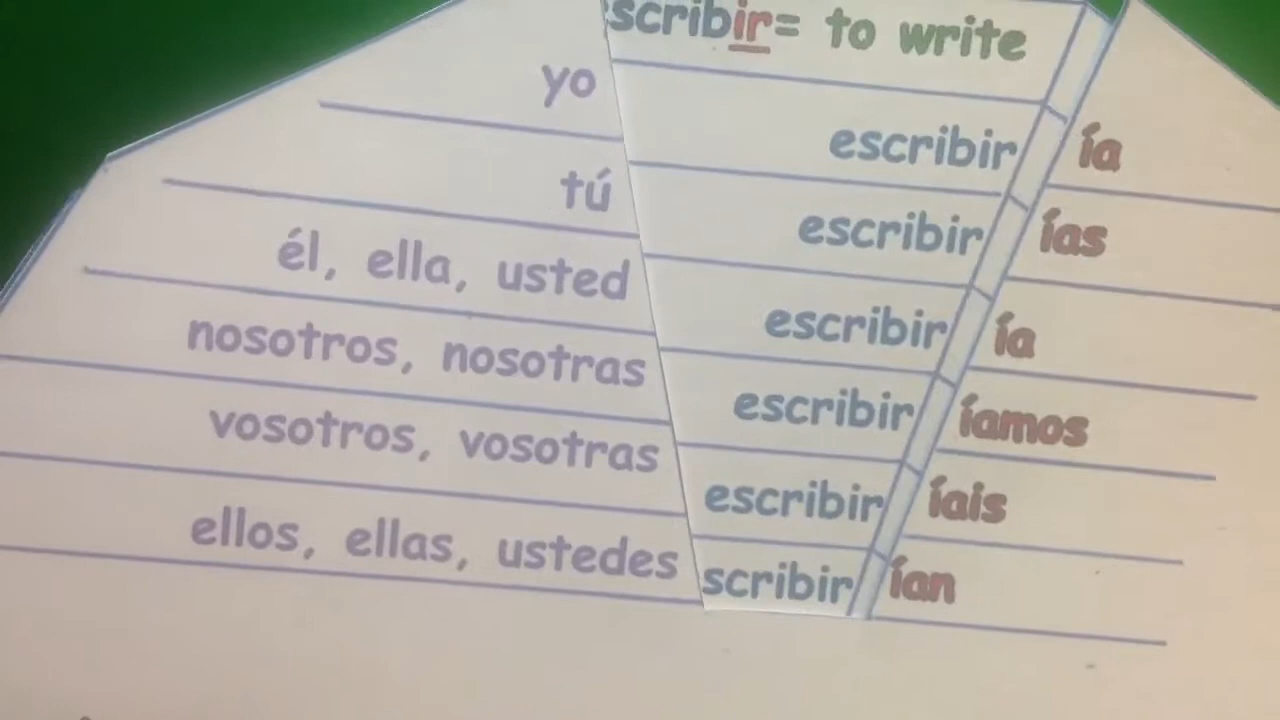 scribir= to write
yo escribir ía
tú escribir ías
él, ella, usted escribir ía
nosotros, nosotras escribir íamos
vosotros, vosotras escribir íais
ellos, ellas, ustedes scribir ían